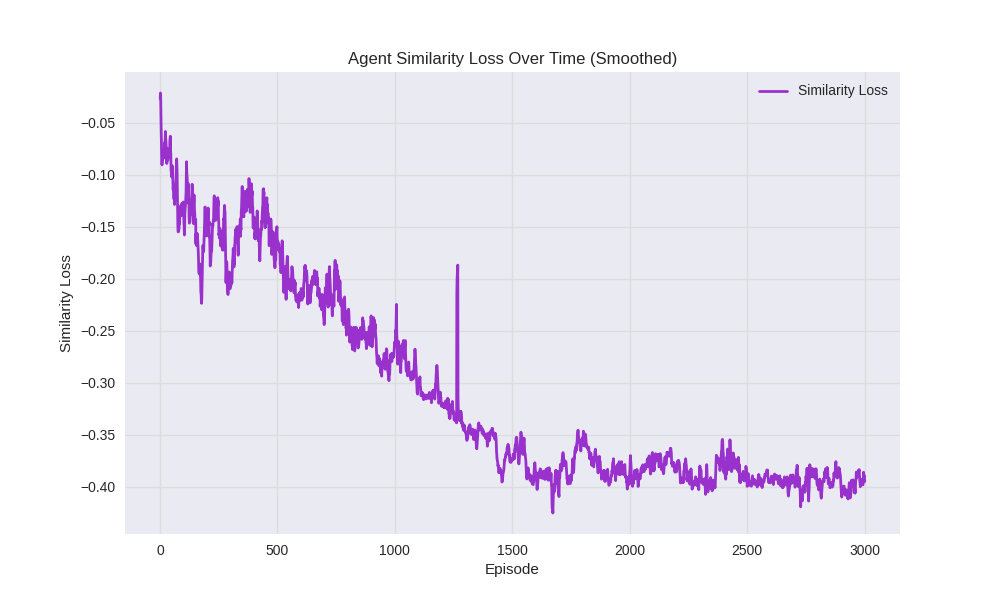 Agent Similarity Loss Over Time (Smoothed)
Similarity Loss
−0.05
−0.10
−0.15
−0.20
−0.25
−0.30
−0.35
−0.40
Similarity Loss
0 500 1000 1500 2000 2500 3000
Episode